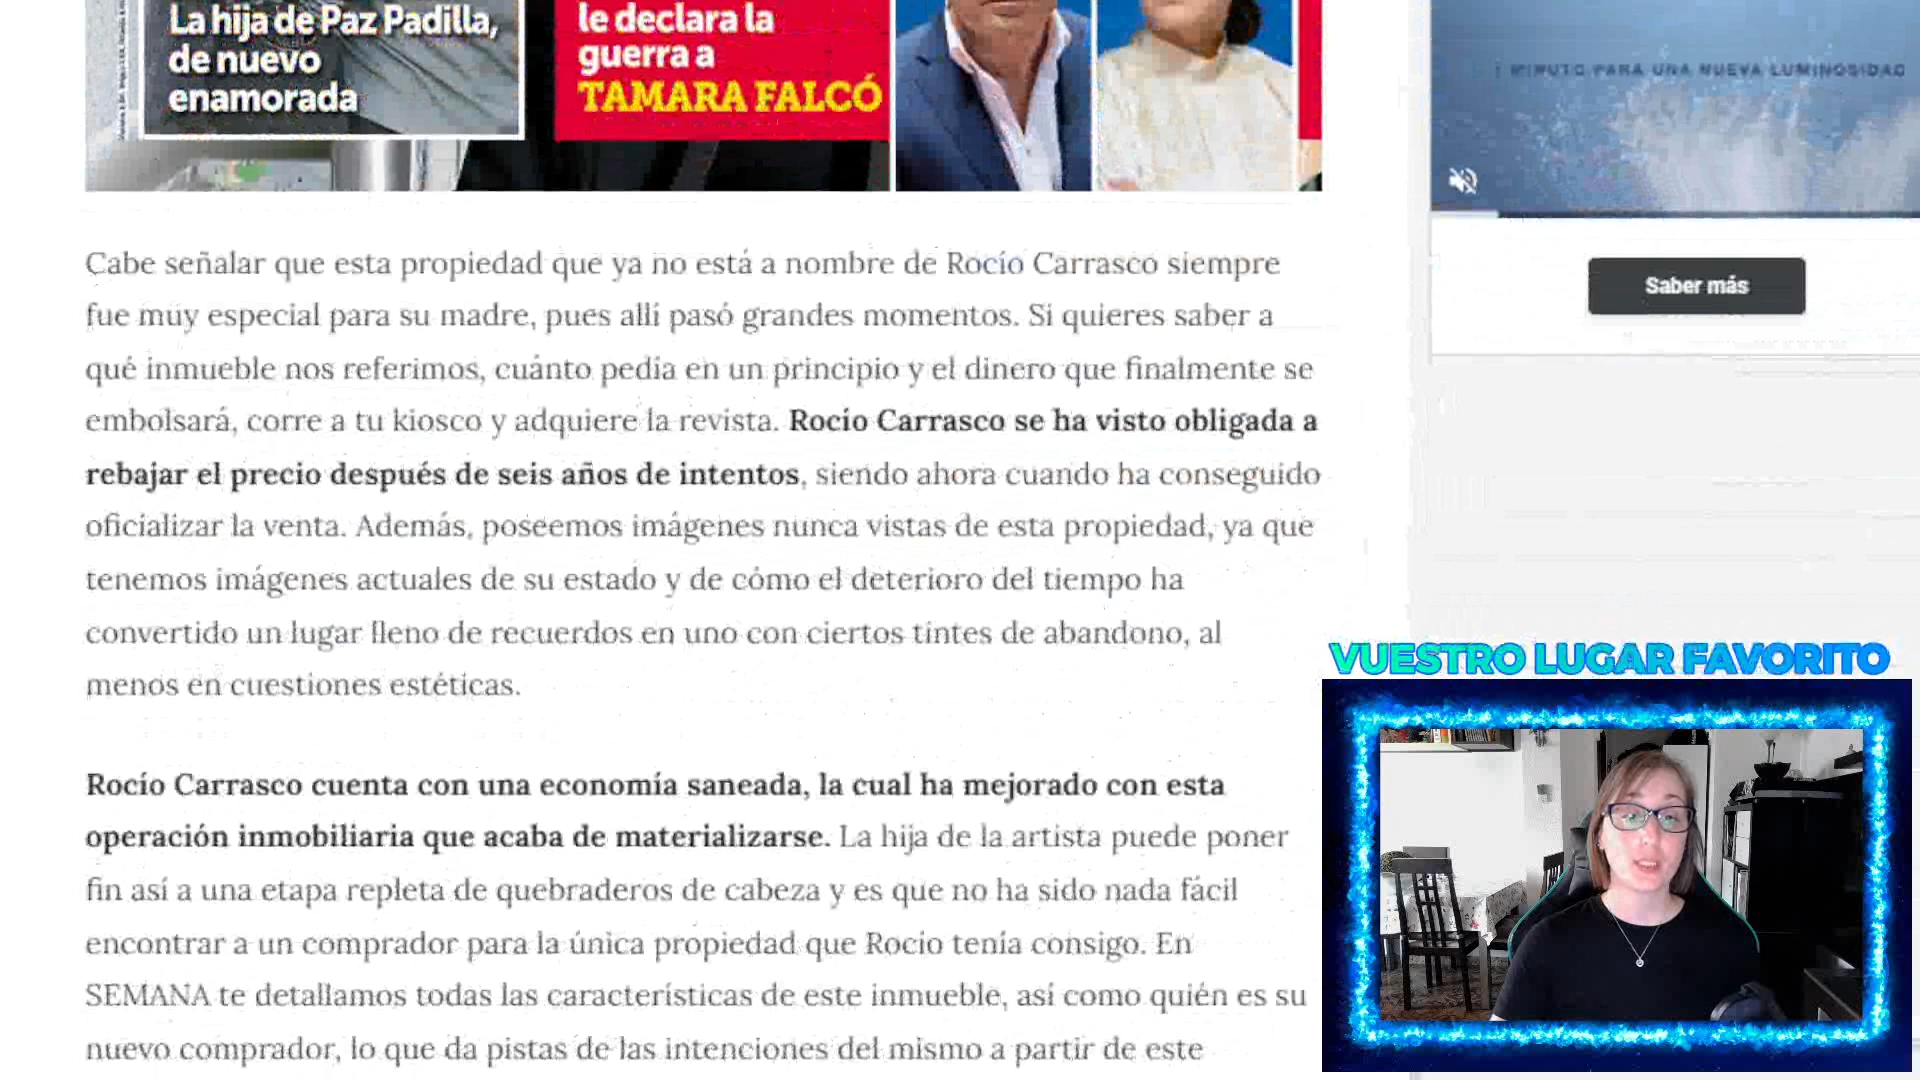 La hija de Paz Padilla,
de nuevo
enamorada
le declara la
guerra a
TAMARA FALCÓ
1 MINUTO PARA UNA NUEVA LUMINOSIDAD
Saber más
Cabe señalar que esta propiedad que ya no está a nombre de Rocío Carrasco siempre
fue muy especial para su madre, pues allí pasó grandes momentos. Si quieres saber a
qué inmueble nos referimos, cuánto pedía en un principio y el dinero que finalmente se
embolsará, corre a tu kiosco y adquiere la revista. Rocío Carrasco se ha visto obligada a
rebajar el precio después de seis años de intentos, siendo ahora cuando ha conseguido
oficializar la venta. Además, poseemos imágenes nunca vistas de esta propiedad, ya que
tenemos imágenes actuales de su estado y de cómo el deterioro del tiempo ha
convertido un lugar lleno de recuerdos en uno con ciertos tintes de abandono, al
menos en cuestiones estéticas.
Rocío Carrasco cuenta con una economía saneada, la cual ha mejorado con esta
operación inmobiliaria que acaba de materializarse. La hija de la artista puede poner
fin así a una etapa repleta de quebraderos de cabeza y es que no ha sido nada fácil
encontrar a un comprador para la única propiedad que Rocío tenía consigo. En
SEMANA te detallamos todas las características de este inmueble, así como quién es su
nuevo comprador, lo que da pistas de las intenciones del mismo a partir de este
VUESTRO LUGAR FAVORITO